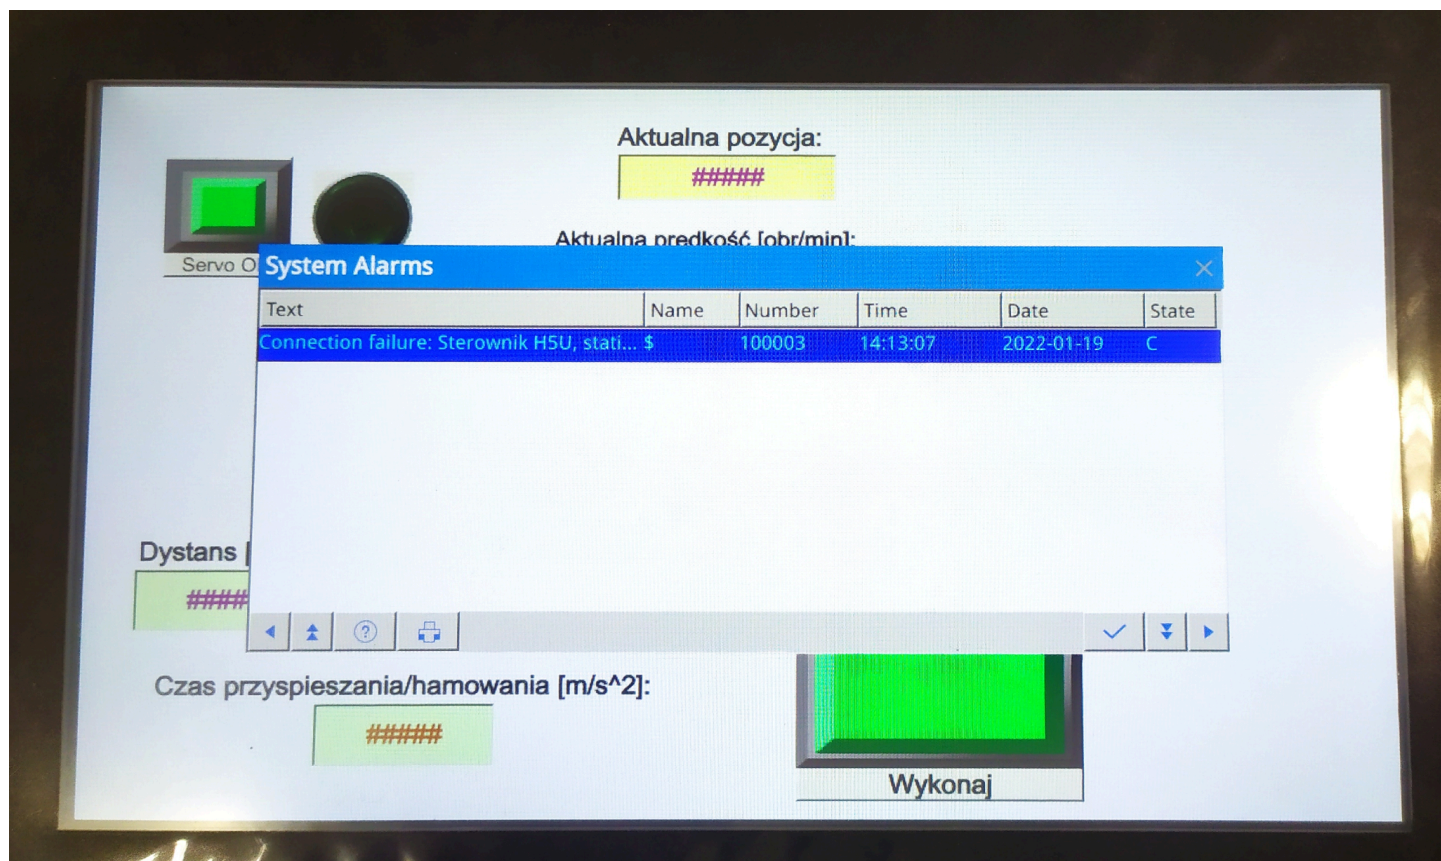 Aktualna pozycja:
#####
Aktualna predkość [obr/min]:
Servo O
System Alarms
Text Name Number Time Date State
Connection failure: Sterownik H5U, stati... $ 100003 14:13:07 2022-01-19 C
Dystans [
####
Czas przyspieszania/hamowania [m/s^2]:
#####
Wykonaj